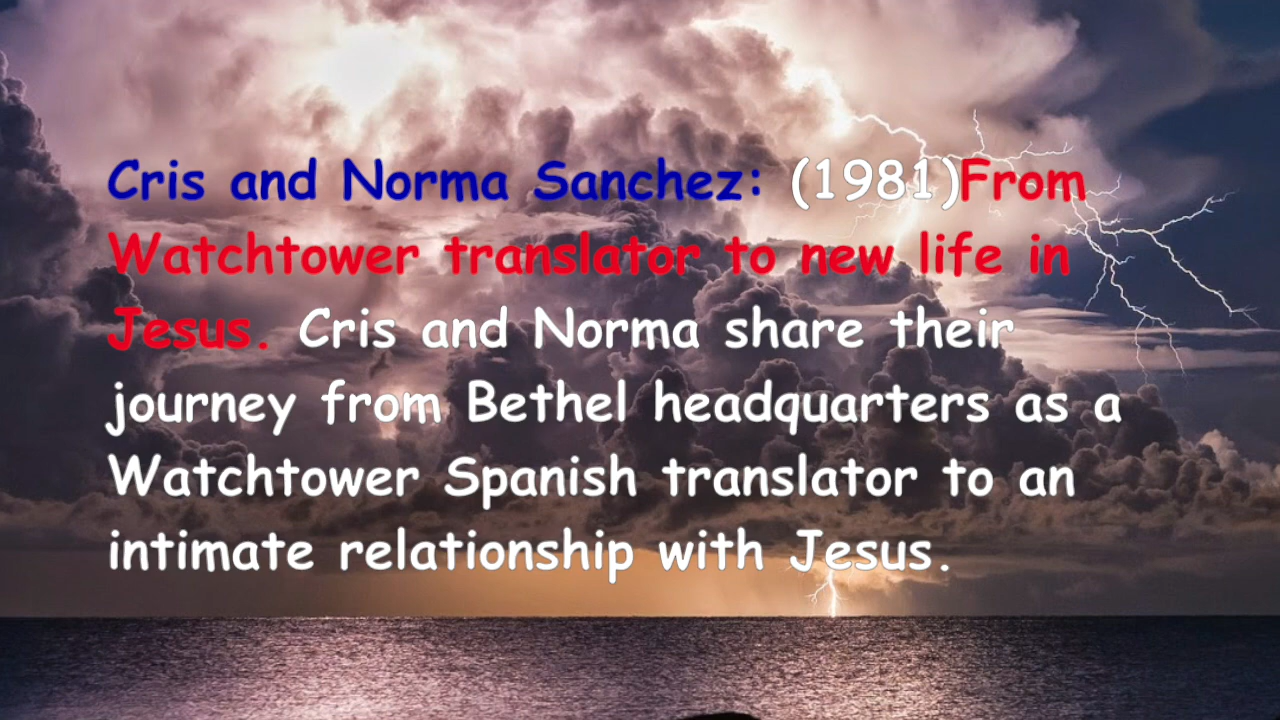 Cris and Norma Sanchez: (1981)From
Watchtower translator to new life in
Jesus. Cris and Norma share their
journey from Bethel headquarters as a
Watchtower Spanish translator to an
intimate relationship with Jesus.